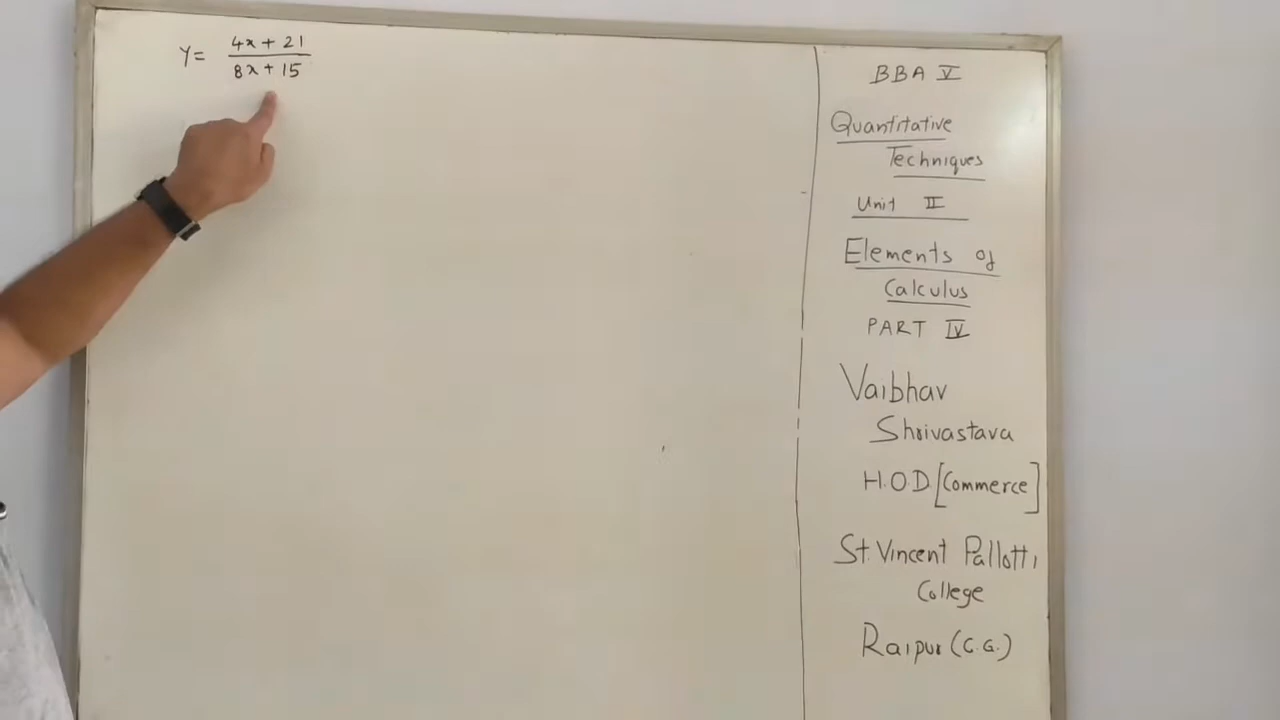 Y= 4x + 21
8x + 15
BBA V
Quantitative
Techniques
Unit II
Elements of
Calculus
PART IV
Vaibhav
Shrivastava
H.O.D [Commerce]
St. Vincent Pallotti
College
Raipur (C.G.)